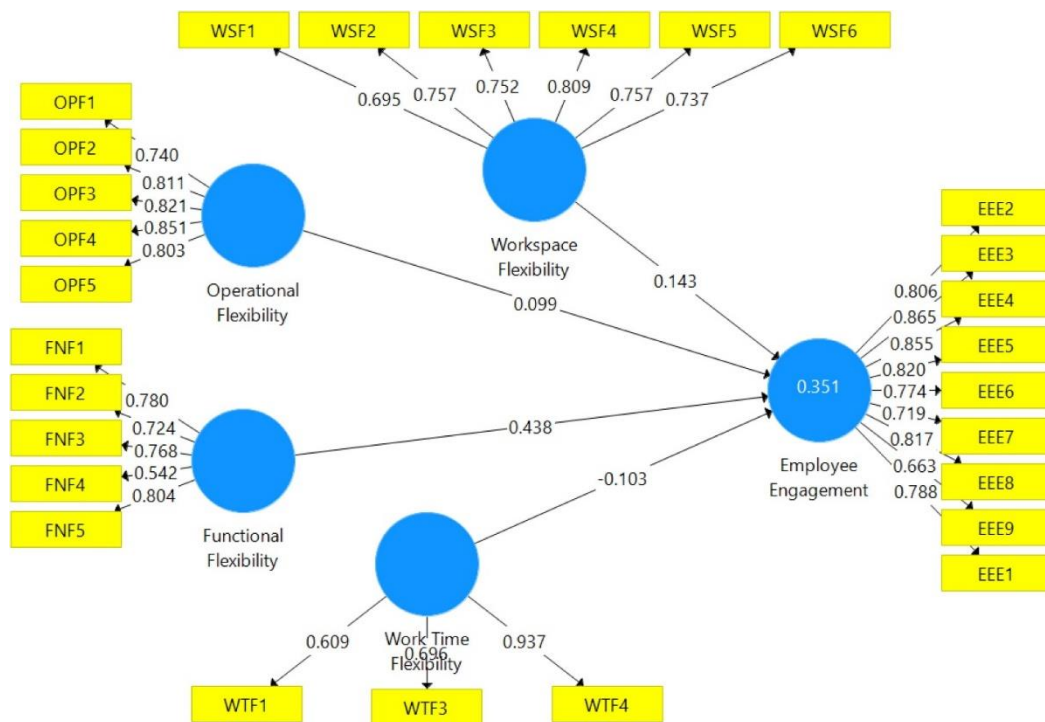 WSF1
WSF2
WSF3
WSF4
WSF5
WSF6
0.695
0.757
0.752
0.809
0.757
0.737
OPF1
OPF2
OPF3
OPF4
OPF5
0.740
0.811
0.821
0.851
0.803
Operational
Flexibility
Workspace
Flexibility
0.143
0.099
EEE2
EEE3
EEE4
EEE5
EEE6
EEE7
EEE8
EEE9
EEE1
0.806
0.865
0.855
0.820
0.774
0.719
0.817
0.663
0.788
0.351
Employee
Engagement
FNF1
FNF2
FNF3
FNF4
FNF5
0.780
0.724
0.768
0.542
0.804
Functional
Flexibility
0.438
-0.103
Work Time
Flexibility
0.609
0.696
0.937
WTF1
WTF3
WTF4